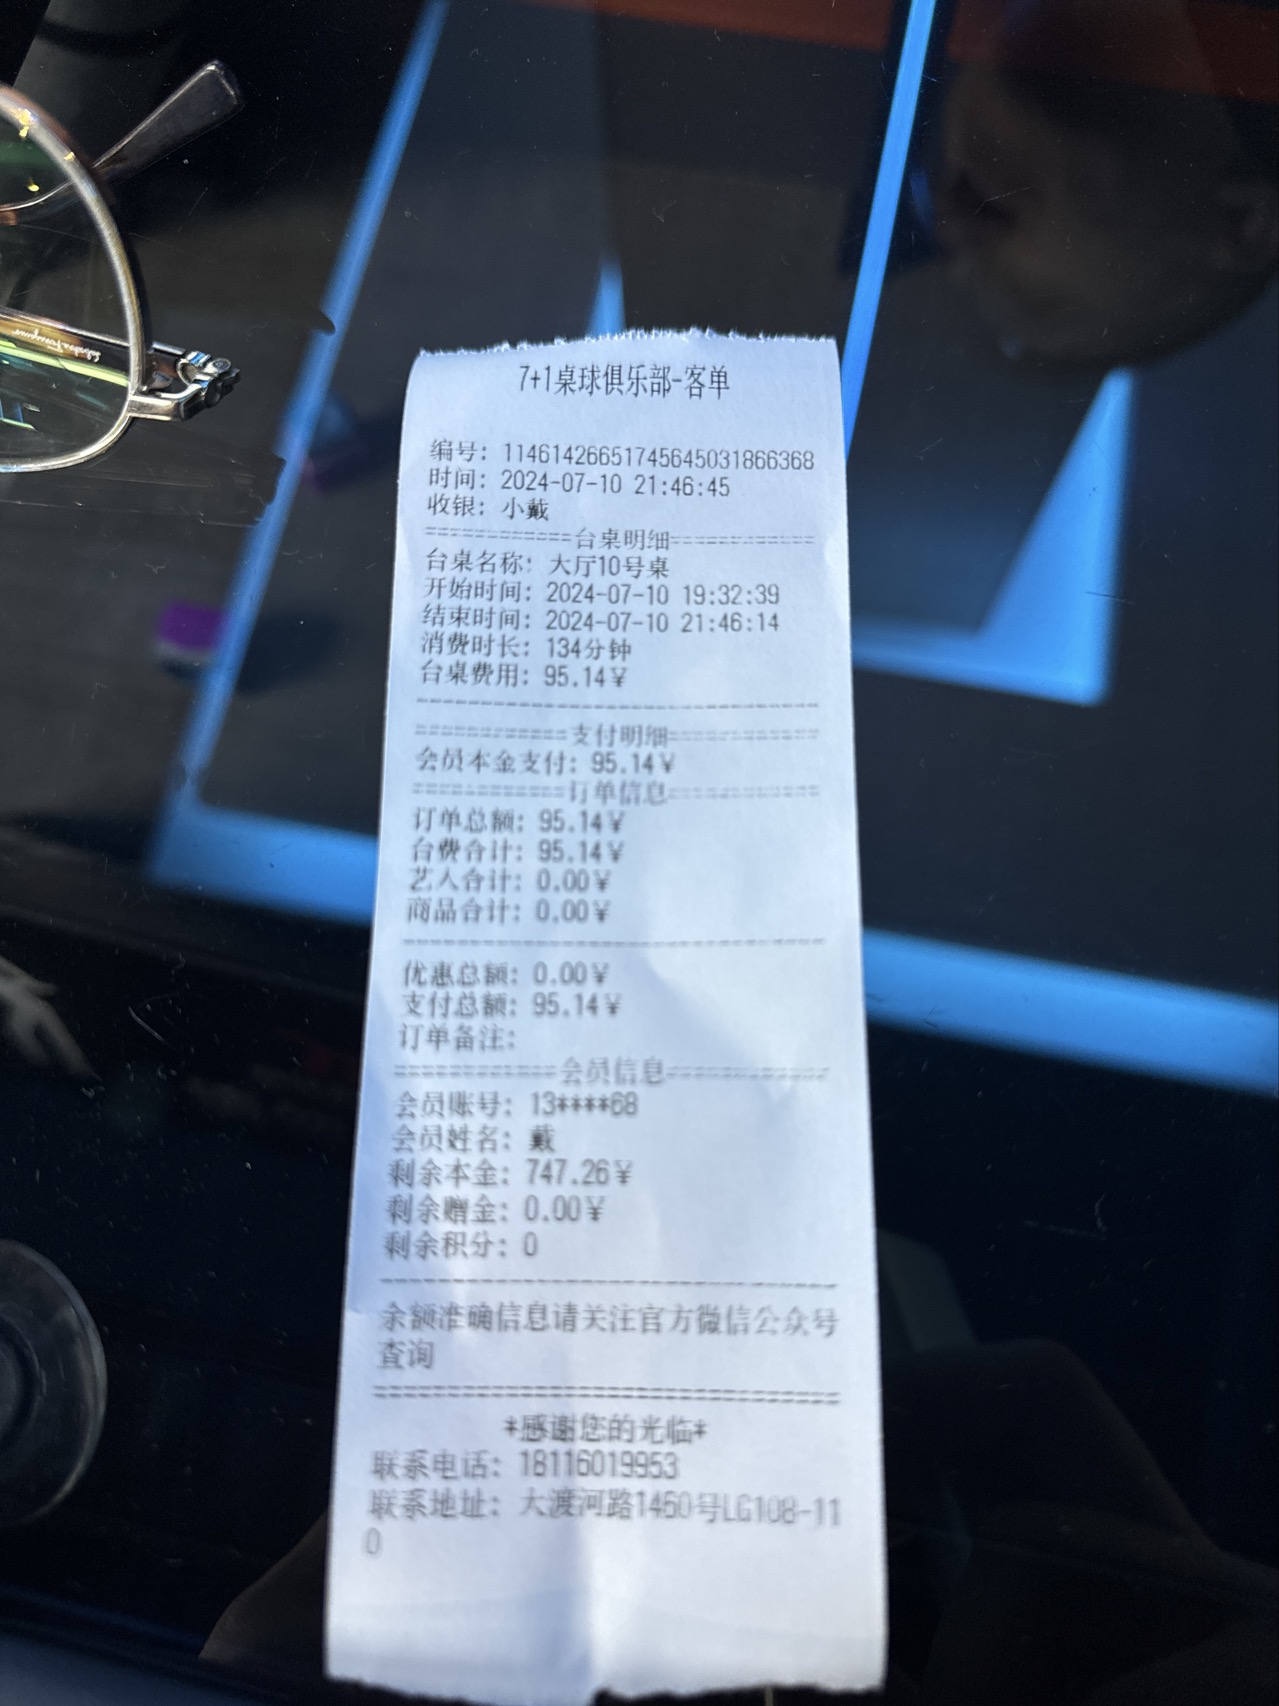 7+1桌球俱乐部-客单
编号: 1146142665174564503​1866368
时间: 2024-07-10 21:46:45
收银: 小戴
============台桌明细============
台桌名称: 大厅10号桌
开始时间: 2024-07-10 19:32:39
结束时间: 2024-07-10 21:46:14
消费时长: 134分钟
台桌费用: 95.14¥
--------------------------------
============支付明细============
会员本金支付: 95.14¥
============订单信息============
订单总额: 95.14¥
台费合计: 95.14¥
艺人合计: 0.00¥
商品合计: 0.00¥
--------------------------------
优惠总额: 0.00¥
支付总额: 95.14¥
订单备注:
============会员信息============
会员账号: 13****68
会员姓名: 戴
剩余本金: 747.26¥
剩余赠金: 0.00¥
剩余积分: 0
--------------------------------
余额准确信息请关注官方微信公众号
查询
================================
*感谢您的光临*
联系电话: 18116019953
联系地址: 大渡河路1460号LG108-11
0